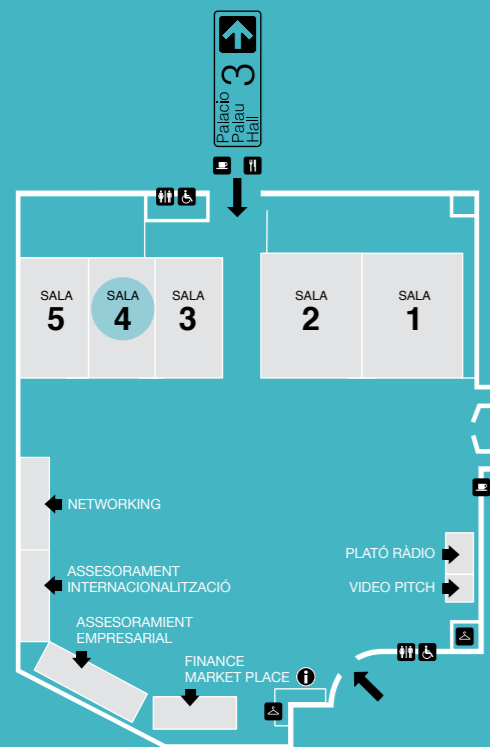 Palacio
Palau
Hall
3
SALA
5
SALA
4
SALA
3
SALA
2
SALA
1
NETWORKING
ASSESORAMENT
INTERNACIONALITZACIÓ
ASSESORAMIENT
EMPRESARIAL
FINANCE
MARKET PLACE i
PLATÓ RÀDIO
VIDEO PITCH